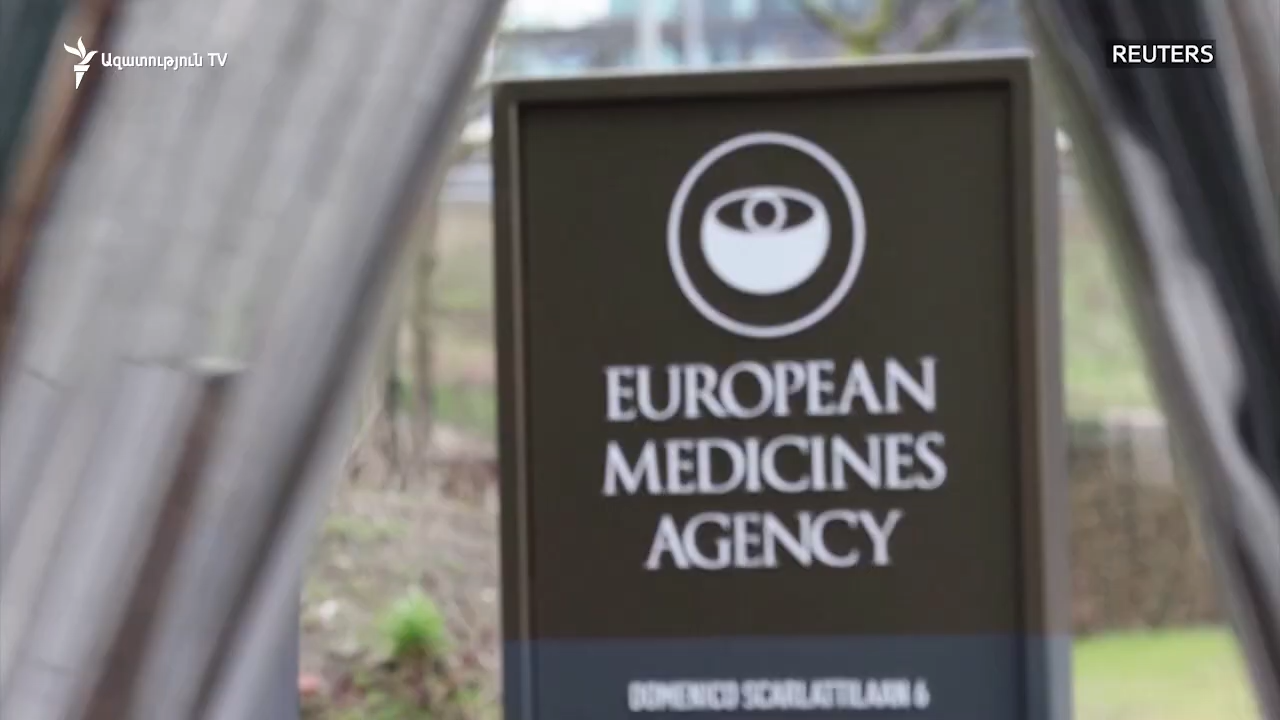 Ազատություն TV
REUTERS
EUROPEAN
MEDICINES
AGENCY
DOMENICO SCARLATTILAAN 6